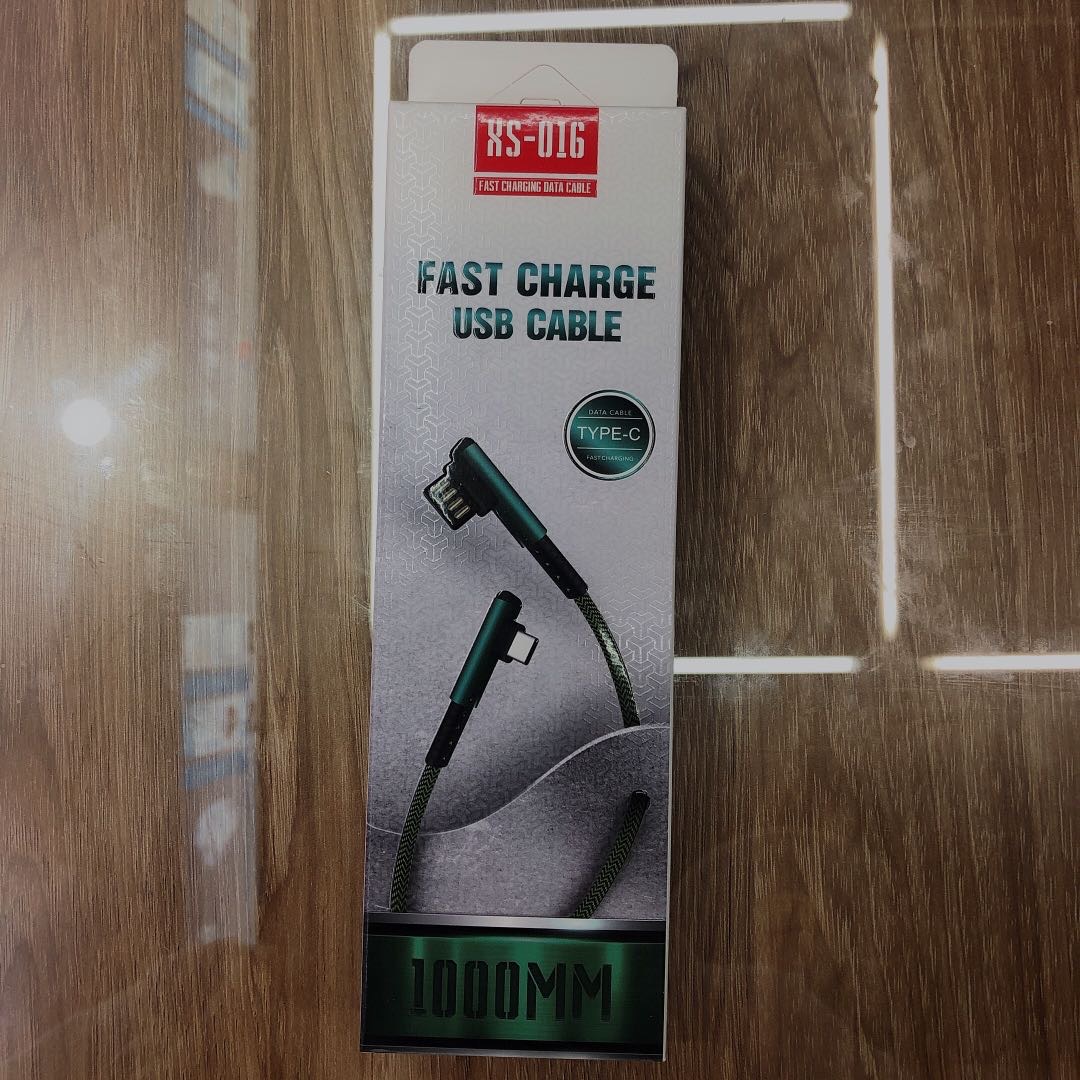 XS-016
FAST CHARGING DATA CABLE
FAST CHARGE
USB CABLE
DATA CABLE
TYPE-C
FAST CHARGING
1000MM